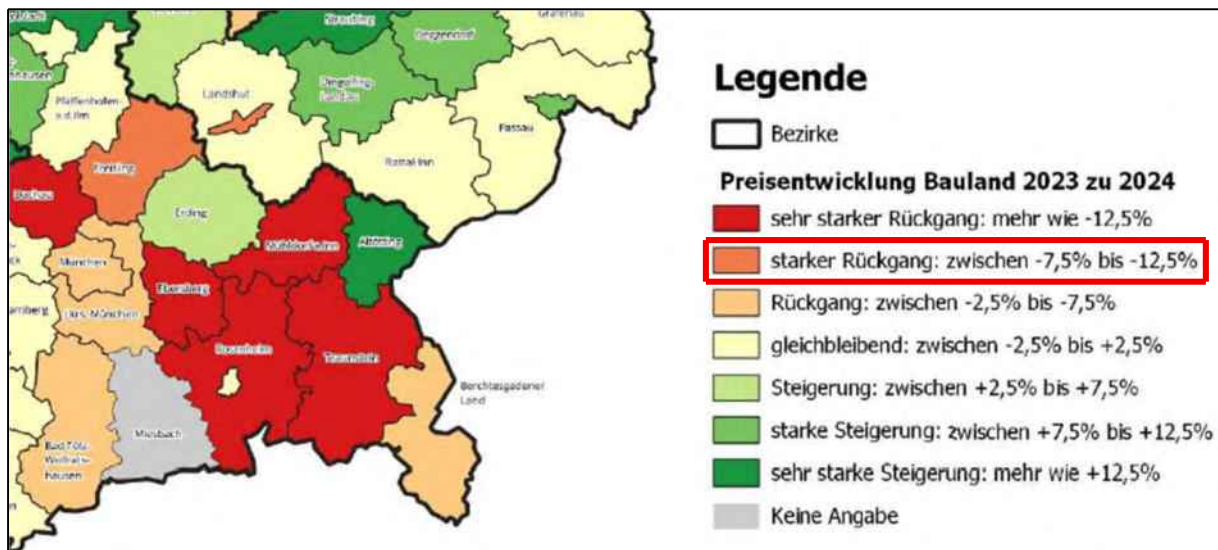 Straubing
Grafenau
Deggendorf
hausen
Dingolfing-
Landau
Landshut
Pfaffenhofen
a.d.Ilm
Passau
Rottal-Inn
Freising
Dachau
Erding
Mühldorf a.Inn
Altötting
München
Ebersberg
Lkrs. München
Rosenheim
Traunstein
Berchtesgadener
Land
Miesbach
Bad Tölz
Wolfrats-
hausen
Legende
Bezirke
Preisentwicklung Bauland 2023 zu 2024
sehr starker Rückgang: mehr wie -12,5%
starker Rückgang: zwischen -7,5% bis -12,5%
Rückgang: zwischen -2,5% bis -7,5%
gleichbleibend: zwischen -2,5% bis +2,5%
Steigerung: zwischen +2,5% bis +7,5%
starke Steigerung: zwischen +7,5% bis +12,5%
sehr starke Steigerung: mehr wie +12,5%
Keine Angabe